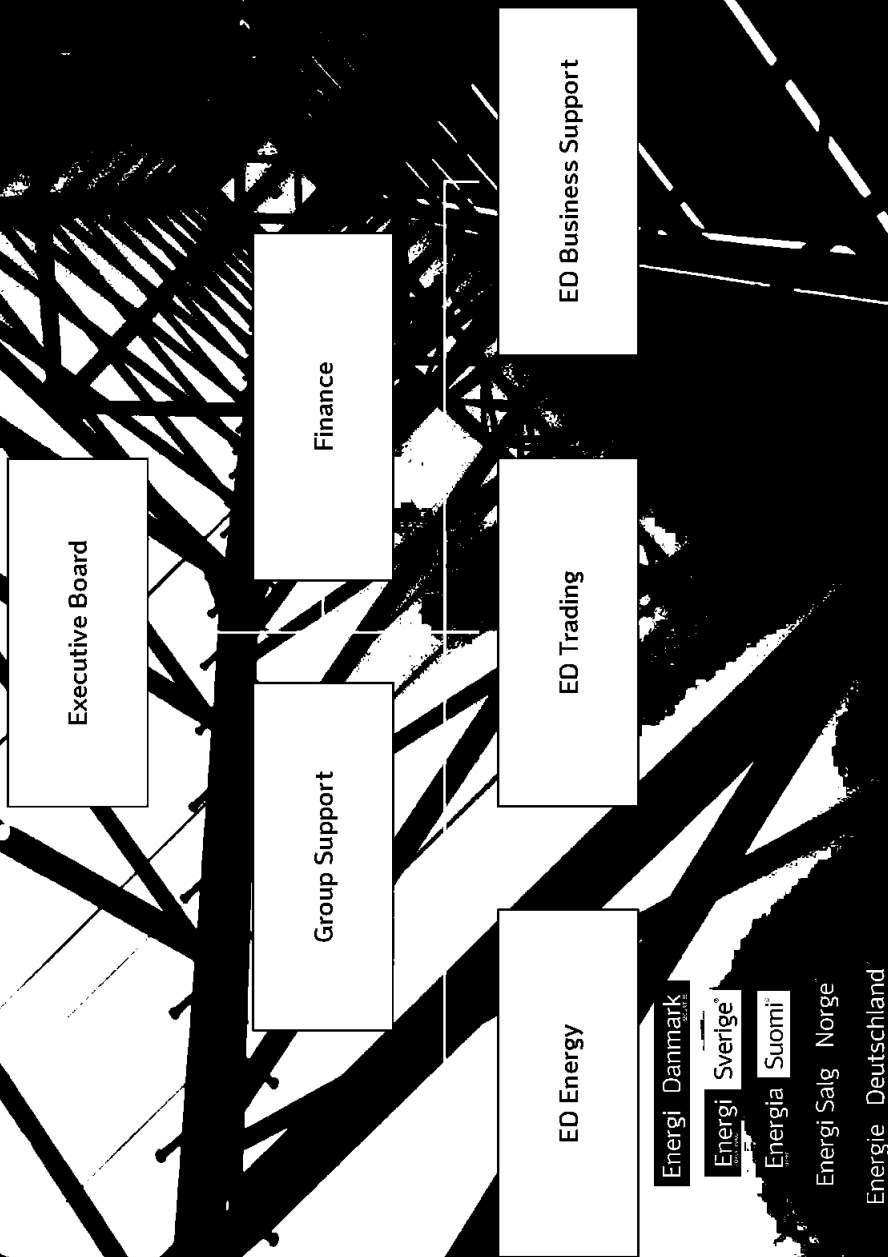 Executive Board
Group Support
Finance
ED Energy
ED Trading
ED Business Support
Energi Danmark
Energi Sverige
Energia Suomi
Energi Salg Norge
Energie Deutschland